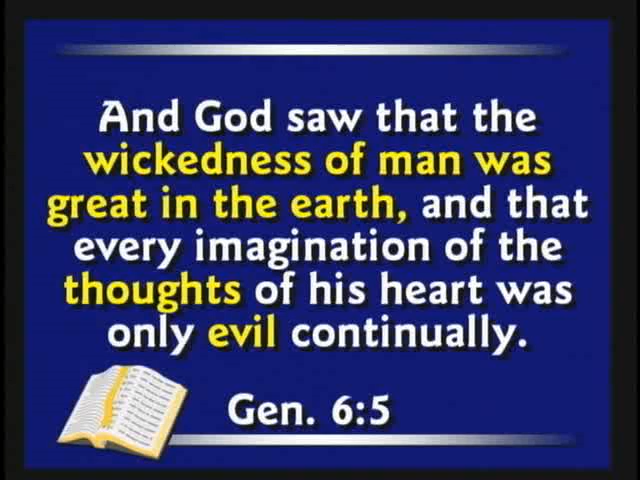 And God saw that the
wickedness of man was
great in the earth, and that
every imagination of the
thoughts of his heart was
only evil continually.
Gen. 6:5